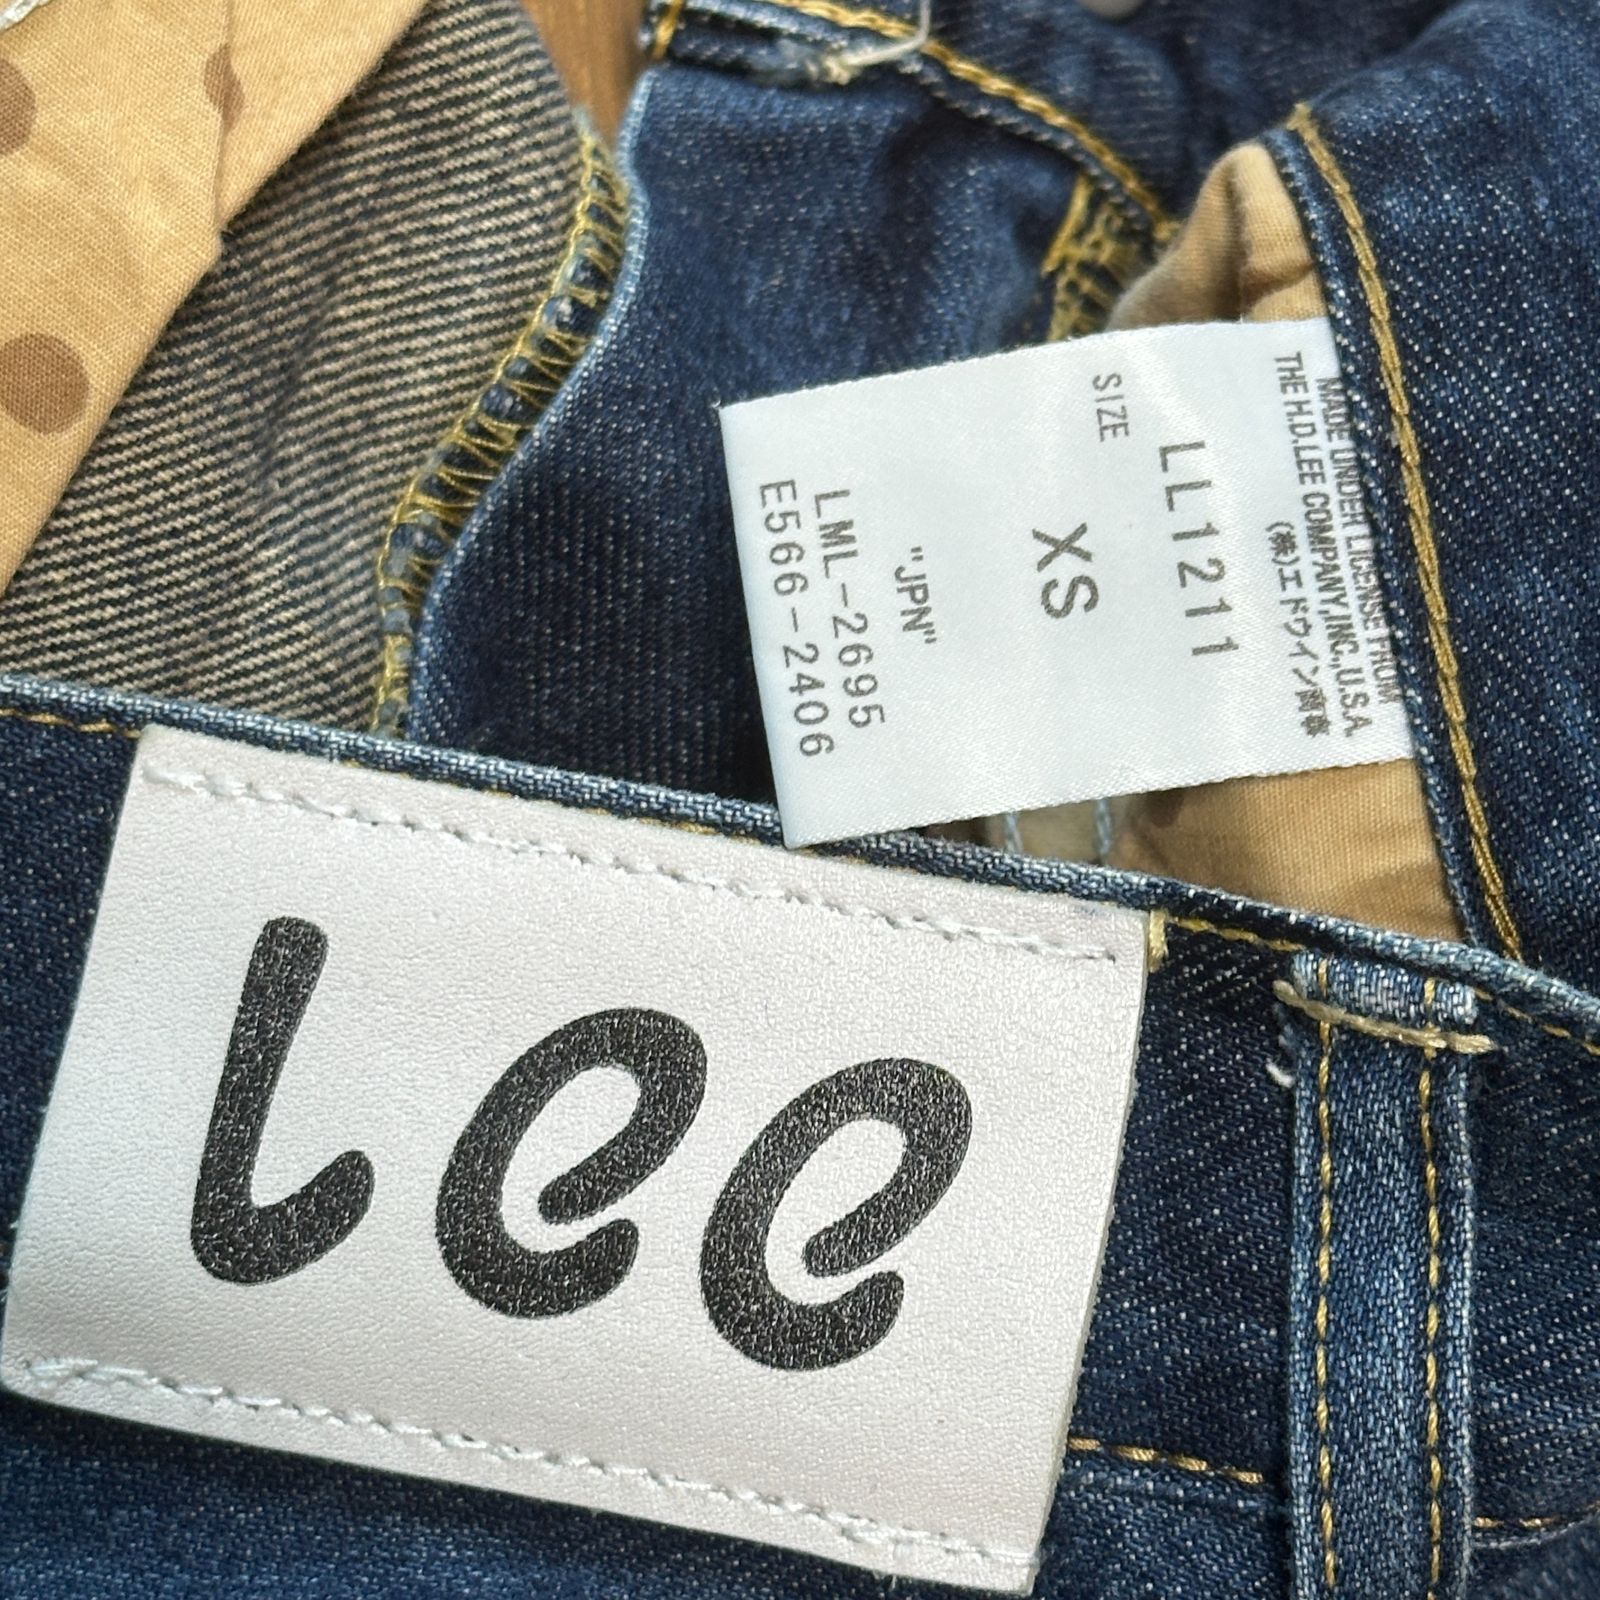 MADE UNDER LICENSE FROM
THE H.D.LEE COMPANY,INC.,U.S.A
(株)エドウイン商事
LL1211
SIZE
XS
"JPN"
LML-2695
E566-2406
Lee